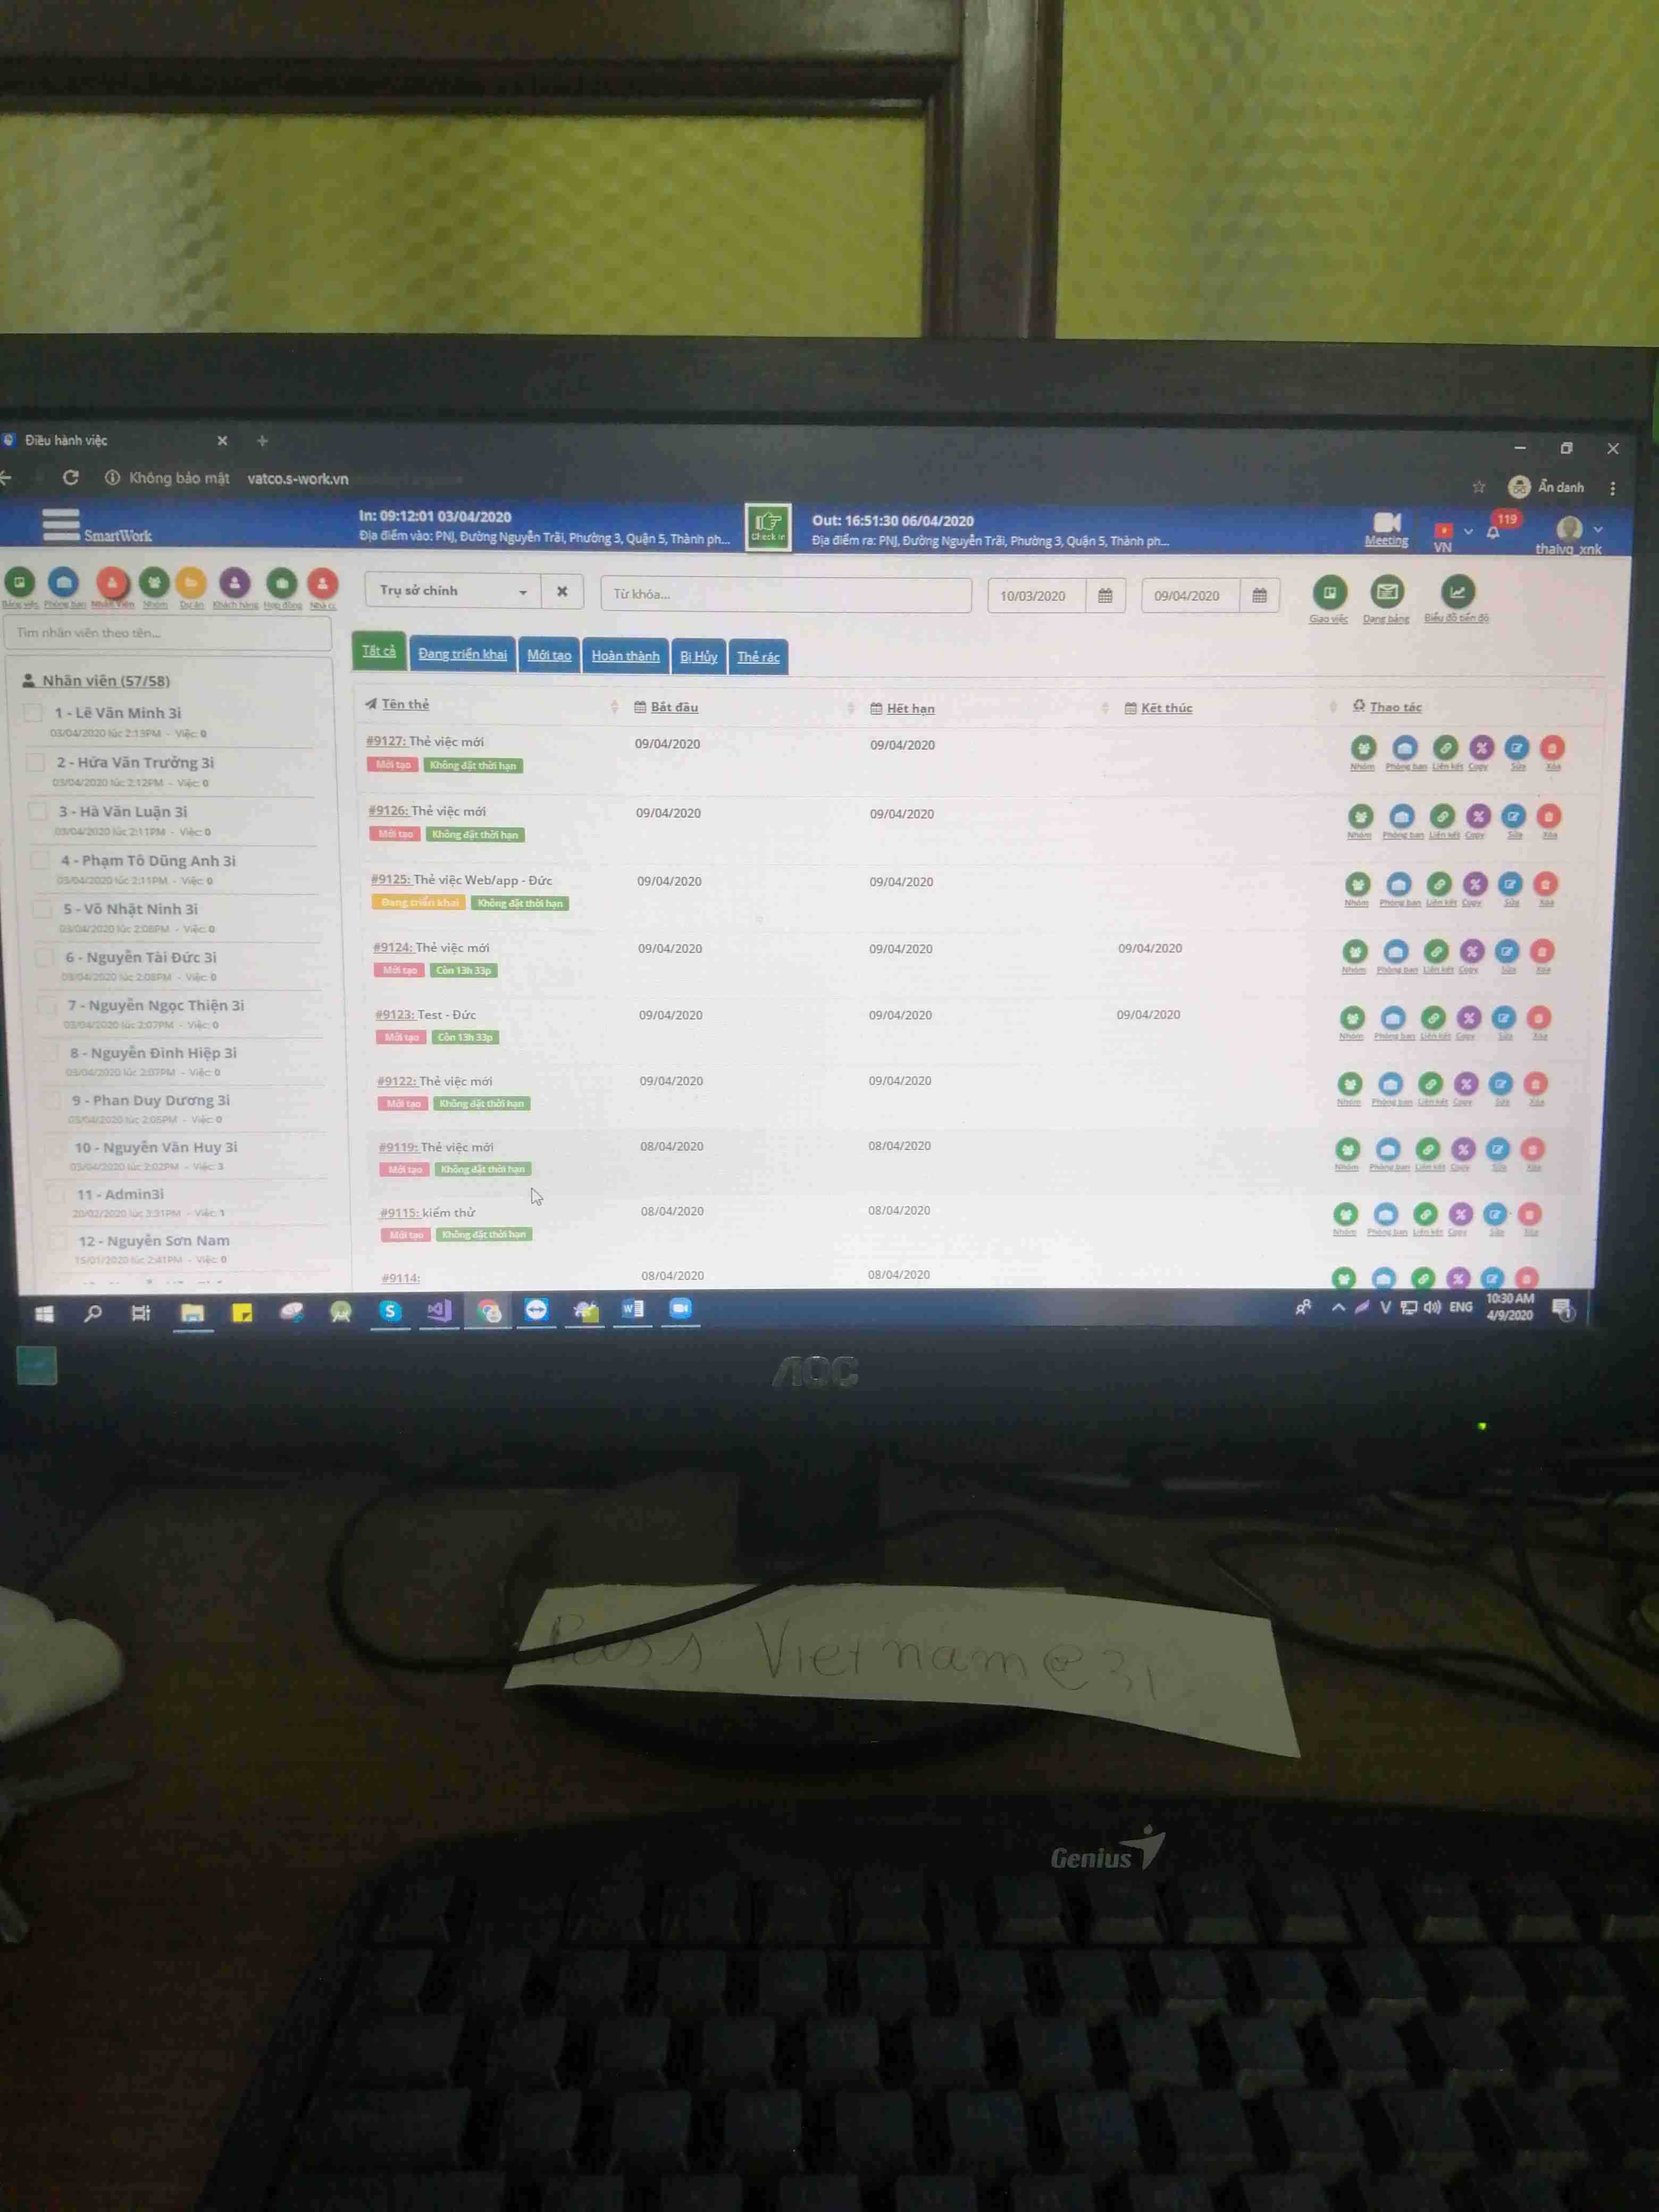 Điều hành việc
Không bảo mật vatco.s-work.vn
Ẩn danh
SmartWork
In: 09:12:01 03/04/2020
Địa điểm vào: PNJ, Đường Nguyễn Trãi, Phường 3, Quận 5, Thành ph...
Check in
Out: 16:51:30 06/04/2020
Địa điểm ra: PNJ, Đường Nguyễn Trãi, Phường 3, Quận 5, Thành ph...
Meeting
VN
119
thaivq_xnk
Bảng việc Phòng ban Nhân viên Nhóm Dự án Khách hàng Hợp đồng Nhà cc
Trụ sở chính
Từ khóa...
10/03/2020
09/04/2020
Giao việc Dạng bảng Biểu đồ tiến độ
Tìm nhân viên theo tên...
Nhân viên (57/58)
1 - Lê Văn Minh 3i
03/04/2020 lúc 2:13PM - Việc: 0
2 - Hứa Văn Trưởng 3i
03/04/2020 lúc 2:12PM - Việc: 0
3 - Hà Văn Luận 3i
03/04/2020 lúc 2:11PM - Việc: 0
4 - Phạm Tô Dũng Anh 3i
03/04/2020 lúc 2:11PM - Việc: 0
5 - Võ Nhật Ninh 3i
03/04/2020 lúc 2:08PM - Việc: 0
6 - Nguyễn Tài Đức 3i
03/04/2020 lúc 2:08PM - Việc: 0
7 - Nguyễn Ngọc Thiện 3i
03/04/2020 lúc 2:07PM - Việc: 0
8 - Nguyễn Đình Hiệp 3i
03/04/2020 lúc 2:07PM - Việc: 0
9 - Phan Duy Dương 3i
03/04/2020 lúc 2:05PM - Việc: 0
10 - Nguyễn Văn Huy 3i
03/04/2020 lúc 2:02PM - Việc: 3
11 - Admin3i
20/02/2020 lúc 3:31PM - Việc: 1
12 - Nguyễn Sơn Nam
15/01/2020 lúc 2:41PM - Việc: 0
Tất cả Đang triển khai Mới tạo Hoàn thành Bị Hủy Thẻ rác
Tên thẻ Bắt đầu Hết hạn Kết thúc Thao tác
#9127: Thẻ việc mới 09/04/2020 09/04/2020
Mới tạo Không đặt thời hạn
Nhóm Phòng ban Liên kết Copy Sửa Xóa
#9126: Thẻ việc mới 09/04/2020 09/04/2020
Mới tạo Không đặt thời hạn
Nhóm Phòng ban Liên kết Copy Sửa Xóa
#9125: Thẻ việc Web/app - Đức 09/04/2020 09/04/2020
Đang triển khai Không đặt thời hạn
Nhóm Phòng ban Liên kết Copy Sửa Xóa
#9124: Thẻ việc mới 09/04/2020 09/04/2020 09/04/2020
Mới tạo Còn 13h 33p
Nhóm Phòng ban Liên kết Copy Sửa Xóa
#9123: Test - Đức 09/04/2020 09/04/2020 09/04/2020
Mới tạo Còn 13h 33p
Nhóm Phòng ban Liên kết Copy Sửa Xóa
#9122: Thẻ việc mới 09/04/2020 09/04/2020
Mới tạo Không đặt thời hạn
Nhóm Phòng ban Liên kết Copy Sửa Xóa
#9119: Thẻ việc mới 08/04/2020 08/04/2020
Mới tạo Không đặt thời hạn
Nhóm Phòng ban Liên kết Copy Sửa Xóa
#9115: kiểm thử 08/04/2020 08/04/2020
Mới tạo Không đặt thời hạn
Nhóm Phòng ban Liên kết Copy Sửa Xóa
#9114: 08/04/2020 08/04/2020
ENG
10:30 AM
4/9/2020
AOC
Pass Vietnam@3i
Genius